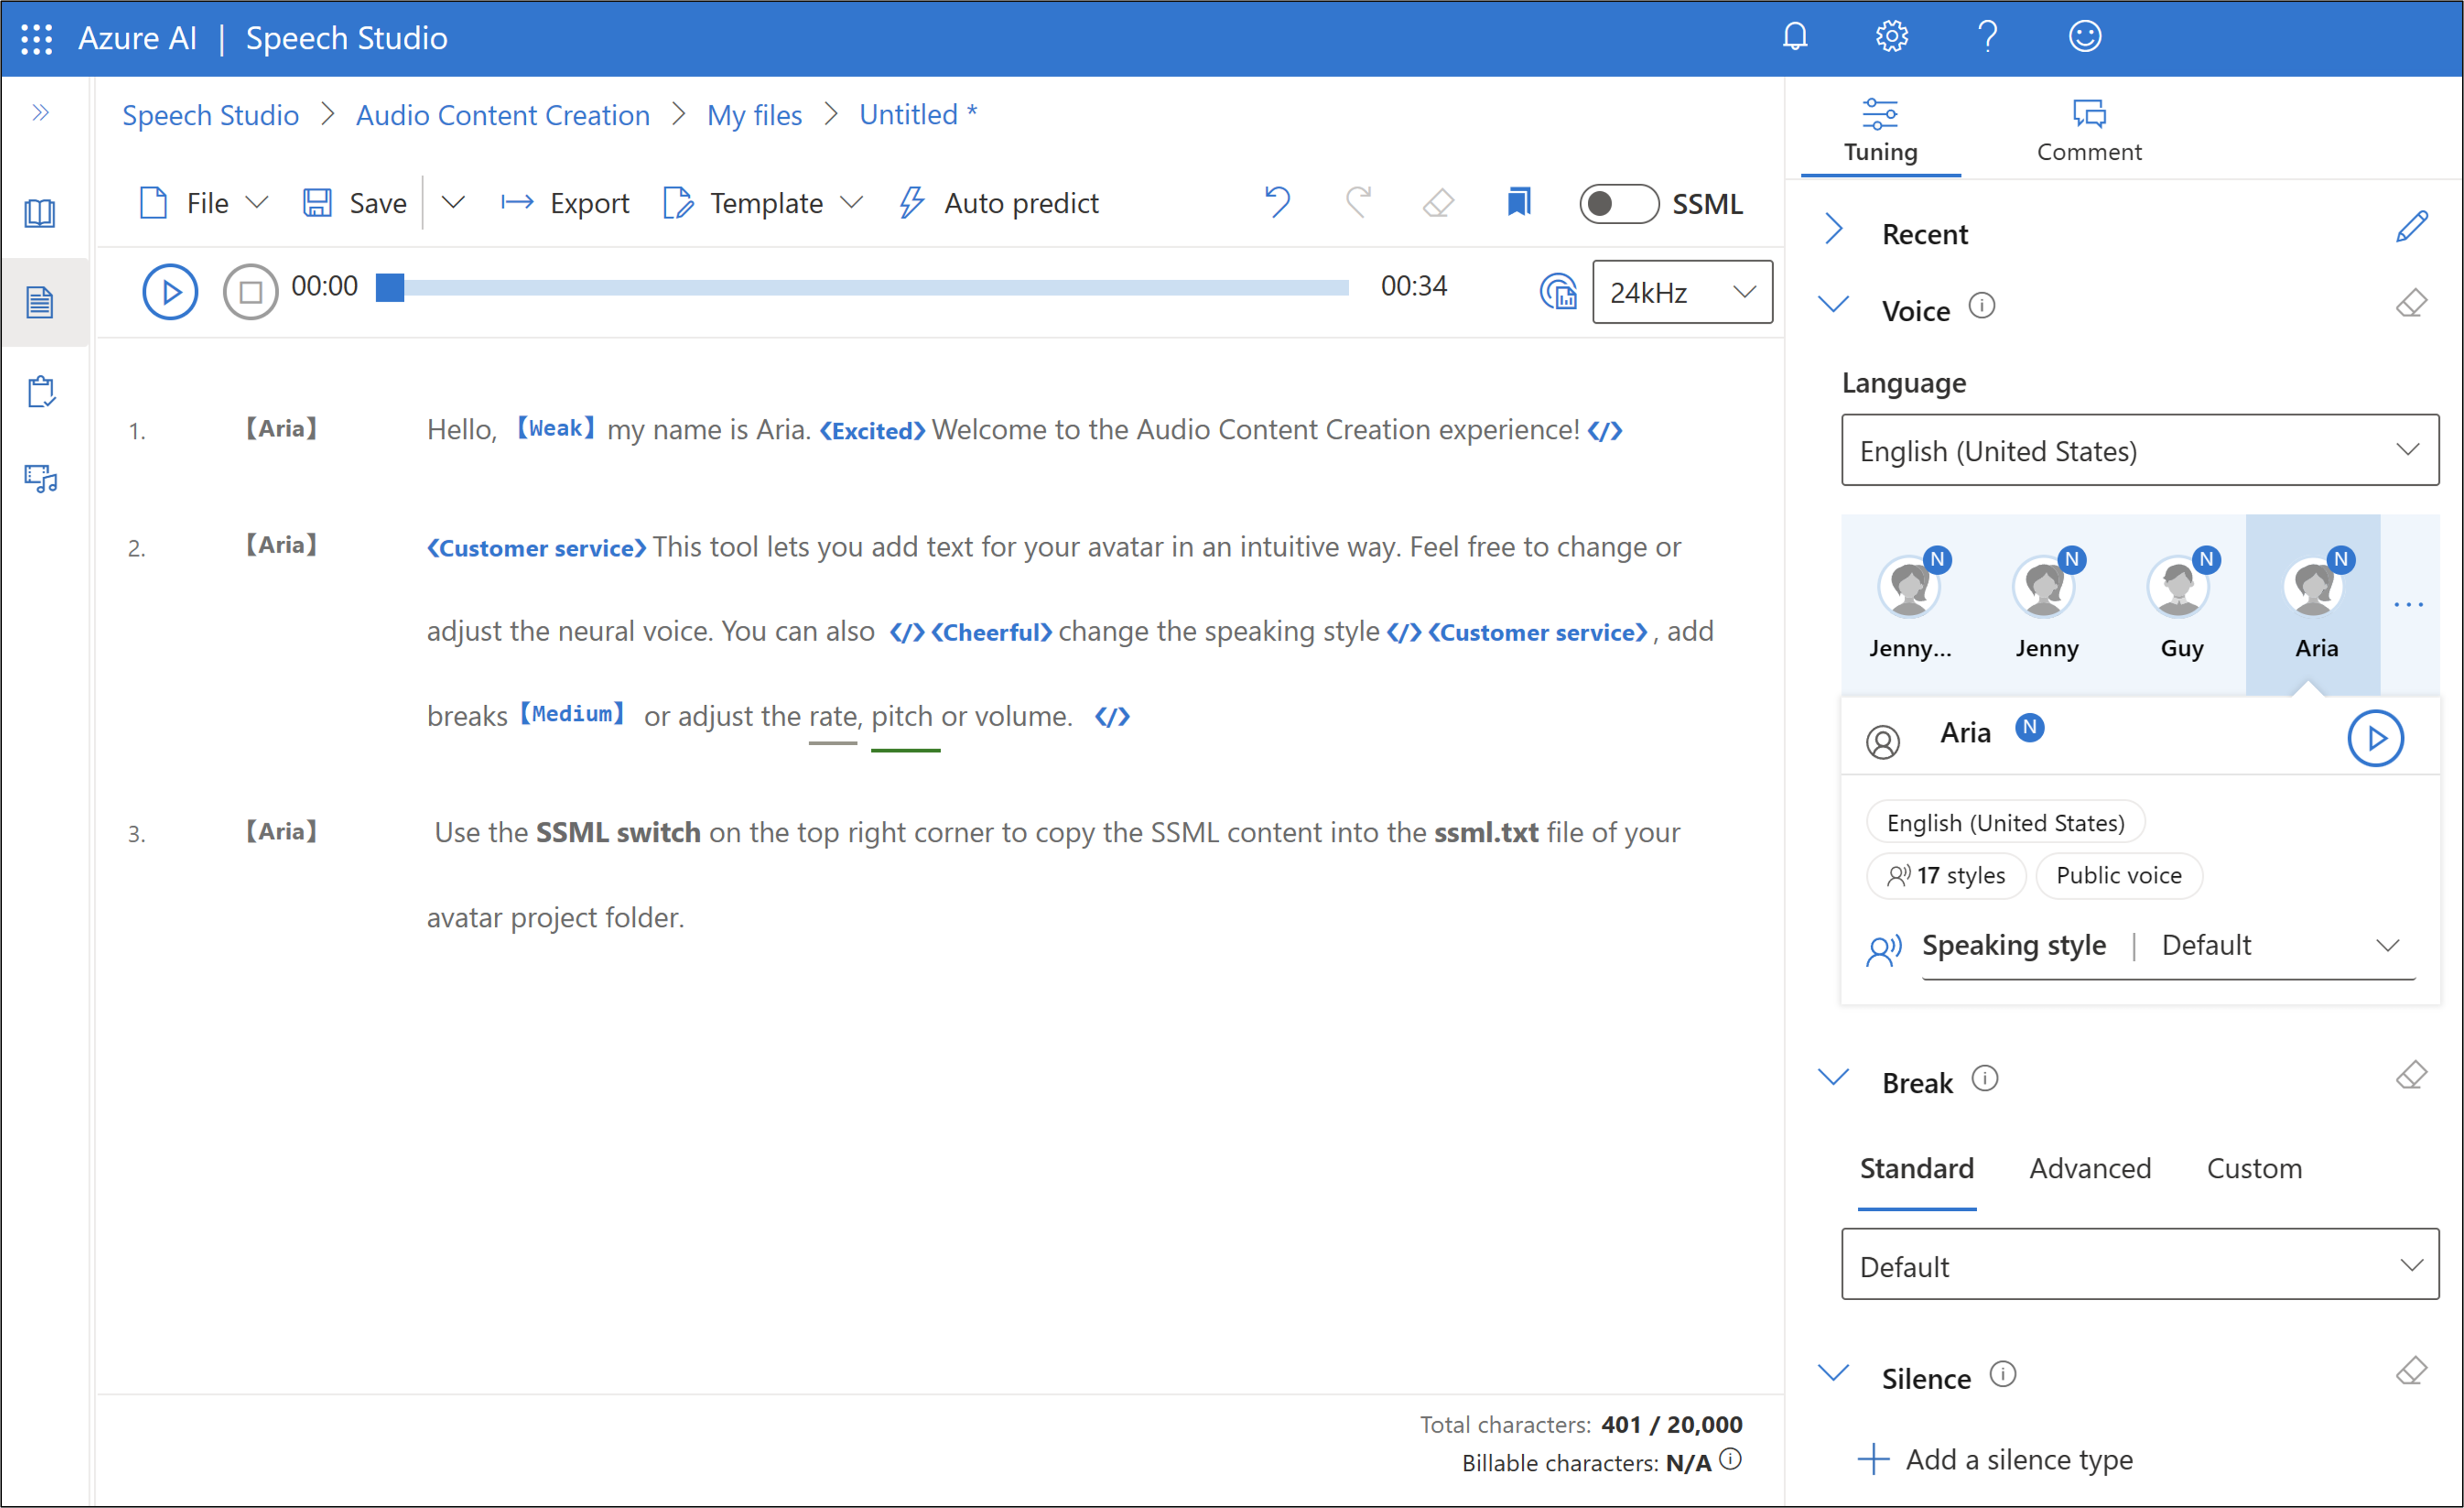 Azure AI | Speech Studio
Speech Studio > Audio Content Creation > My files > Untitled *
File Save Export Template Auto predict SSML
00:00 00:34 24kHz
1. 【Aria】 Hello, 【Weak】 my name is Aria. <Excited> Welcome to the Audio Content Creation experience! </>
2. 【Aria】 <Customer service> This tool lets you add text for your avatar in an intuitive way. Feel free to change or
adjust the neural voice. You can also </> <Cheerful> change the speaking style </> <Customer service> , add
breaks 【Medium】 or adjust the rate, pitch or volume. </>
3. 【Aria】 Use the SSML switch on the top right corner to copy the SSML content into the ssml.txt file of your
avatar project folder.
Total characters: 401 / 20,000
Billable characters: N/A
Tuning Comment
Recent
Voice
Language
English (United States)
N N N N
Jenny... Jenny Guy Aria ...
Aria N
English (United States)
17 styles Public voice
Speaking style | Default
Break
Standard Advanced Custom
Default
Silence
+ Add a silence type